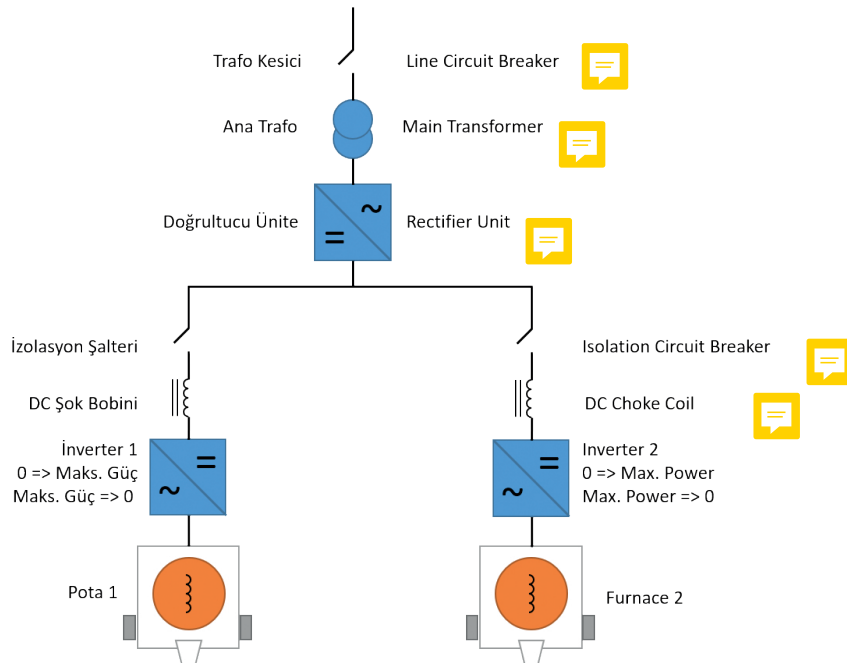 Trafo Kesici
Line Circuit Breaker
Ana Trafo
Main Transformer
Doğrultucu Ünite
Rectifier Unit
İzolasyon Şalteri
Isolation Circuit Breaker
DC Şok Bobini
DC Choke Coil
İnverter 1
0 => Maks. Güç
Maks. Güç => 0
Inverter 2
0 => Max. Power
Max. Power => 0
Pota 1
Furnace 2